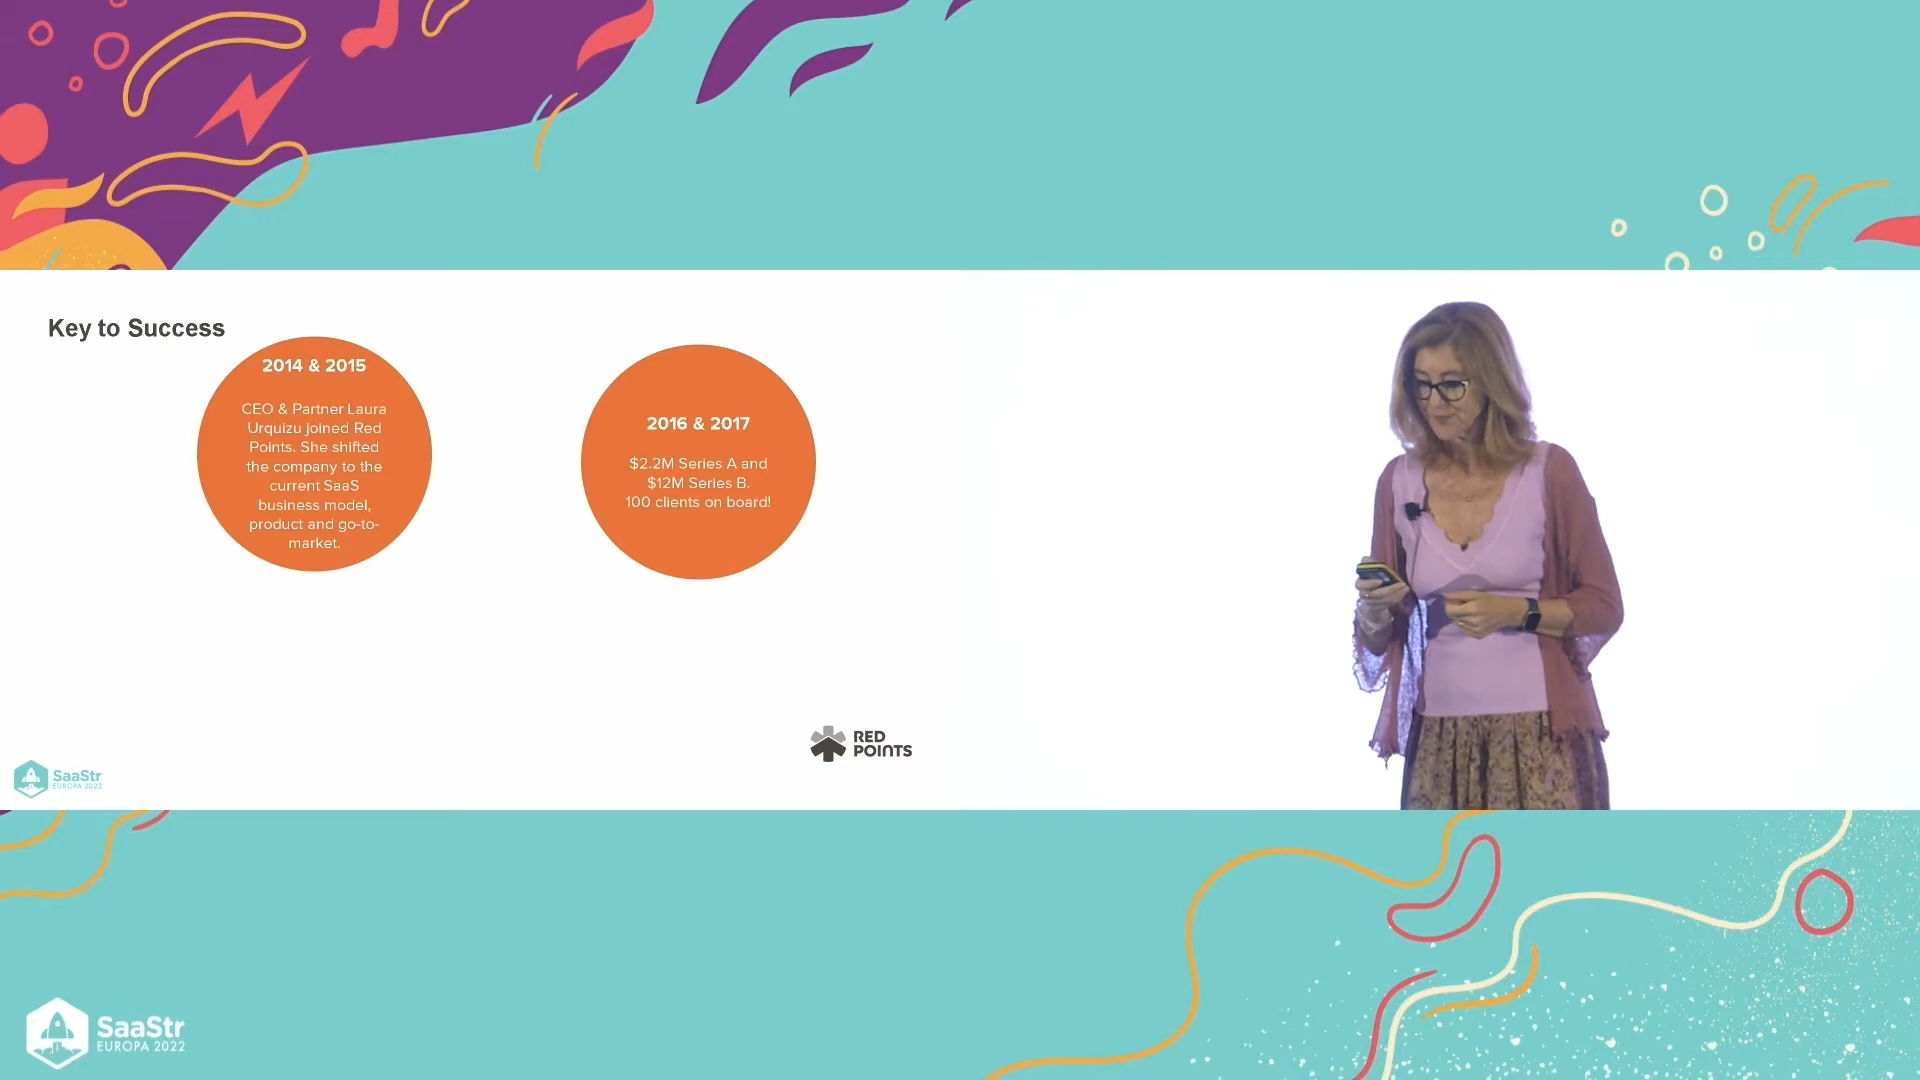 Key to Success
2014 & 2015
CEO & Partner Laura
Urquizu joined Red
Points. She shifted
the company to the
current SaaS
business model,
product and go-to-
market.
2016 & 2017
$2.2M Series A and
$12M Series B.
100 clients on board!
RED
POINTS
SaaStr
EUROPA 2022
SaaStr
EUROPA 2022